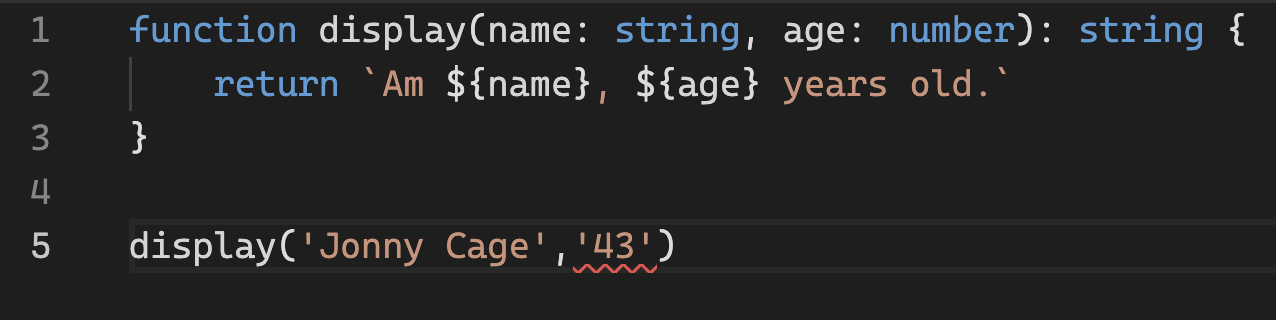 1 function display(name: string, age: number): string {
2 return `Am ${name}, ${age} years old.`
3 }
4
5 display('Jonny Cage','43')